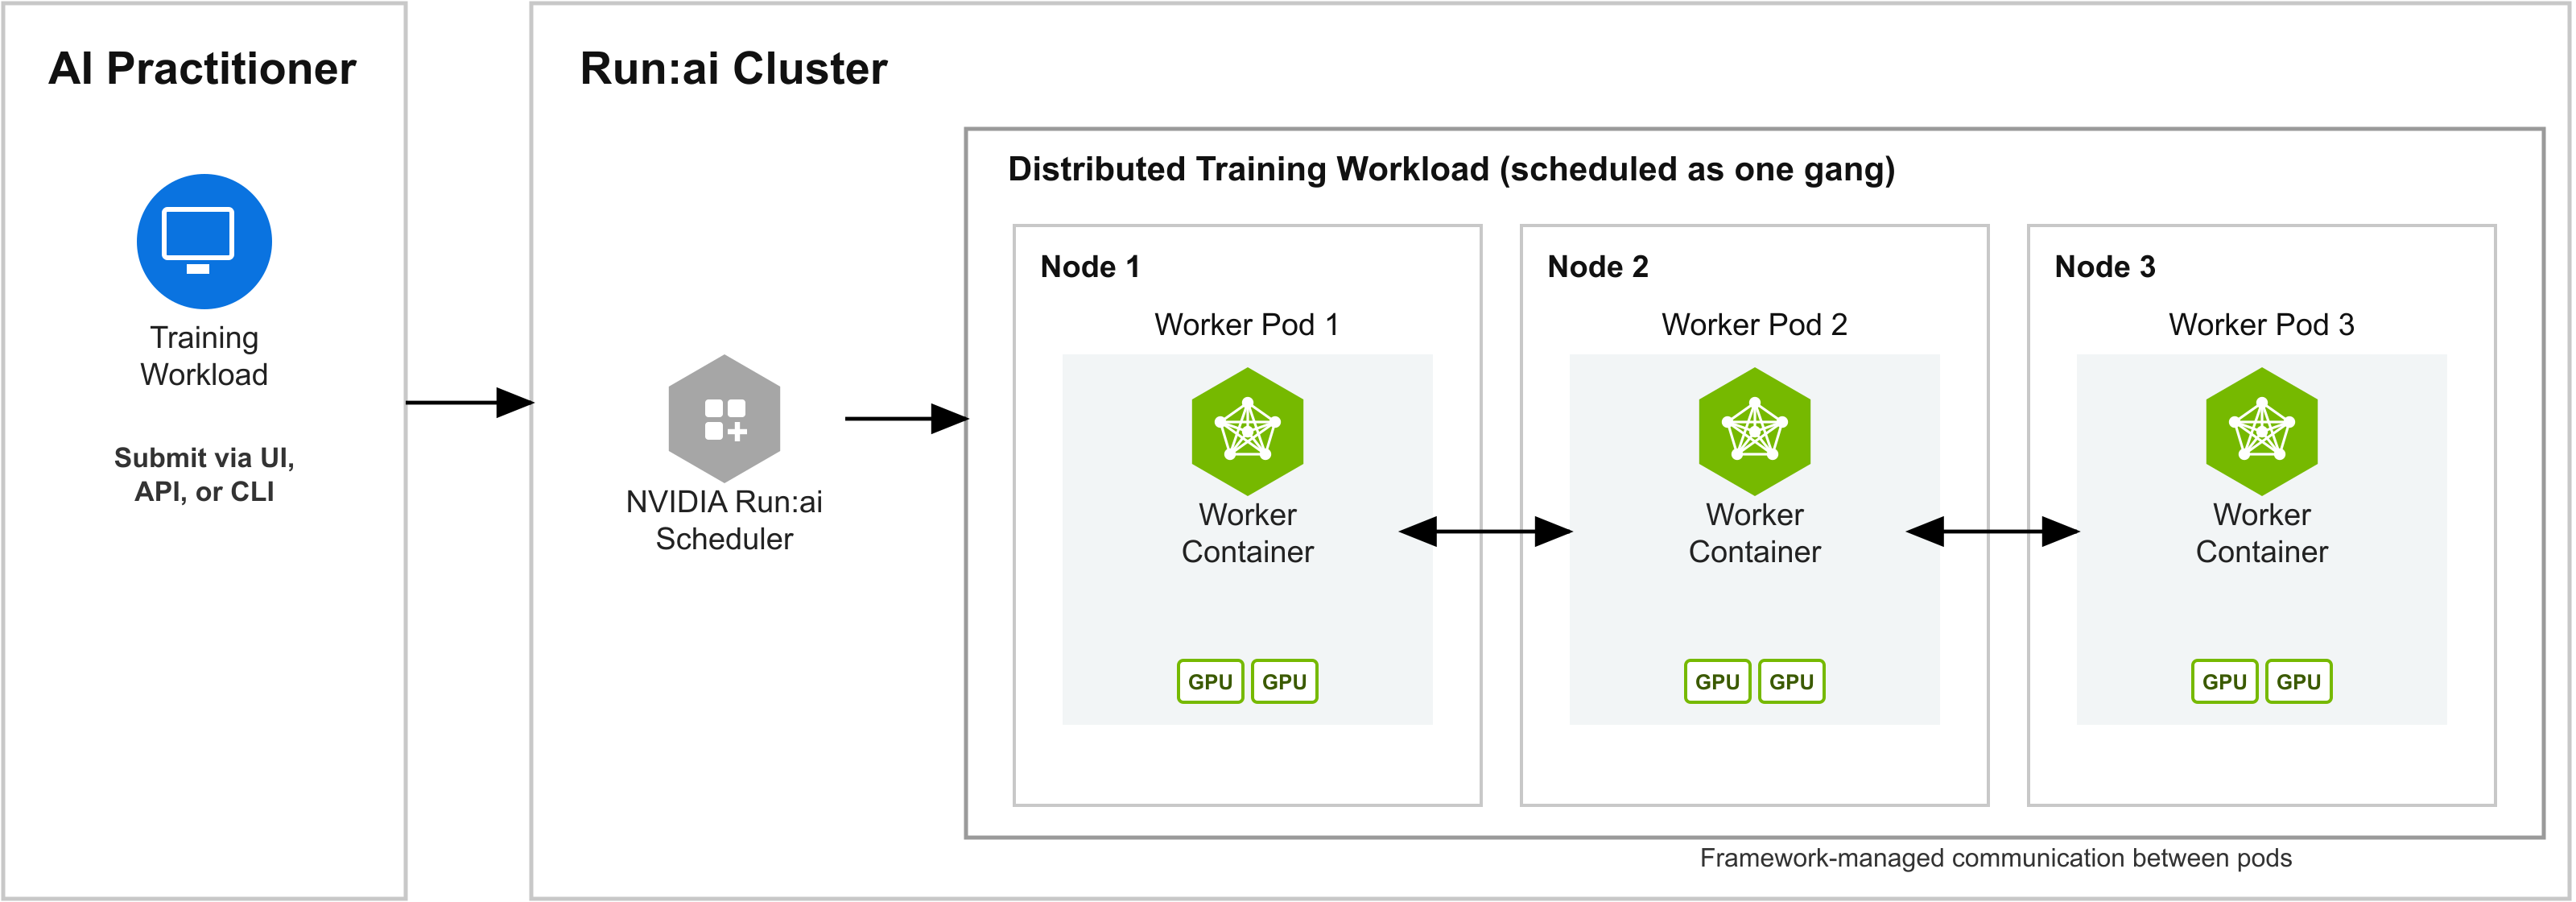 AI Practitioner
Training
Workload
Submit via UI,
API, or CLI
Run:ai Cluster
NVIDIA Run:ai
Scheduler
Distributed Training Workload (scheduled as one gang)
Node 1
Worker Pod 1
Worker
Container
GPU GPU
Node 2
Worker Pod 2
Worker
Container
GPU GPU
Node 3
Worker Pod 3
Worker
Container
GPU GPU
Framework-managed communication between pods